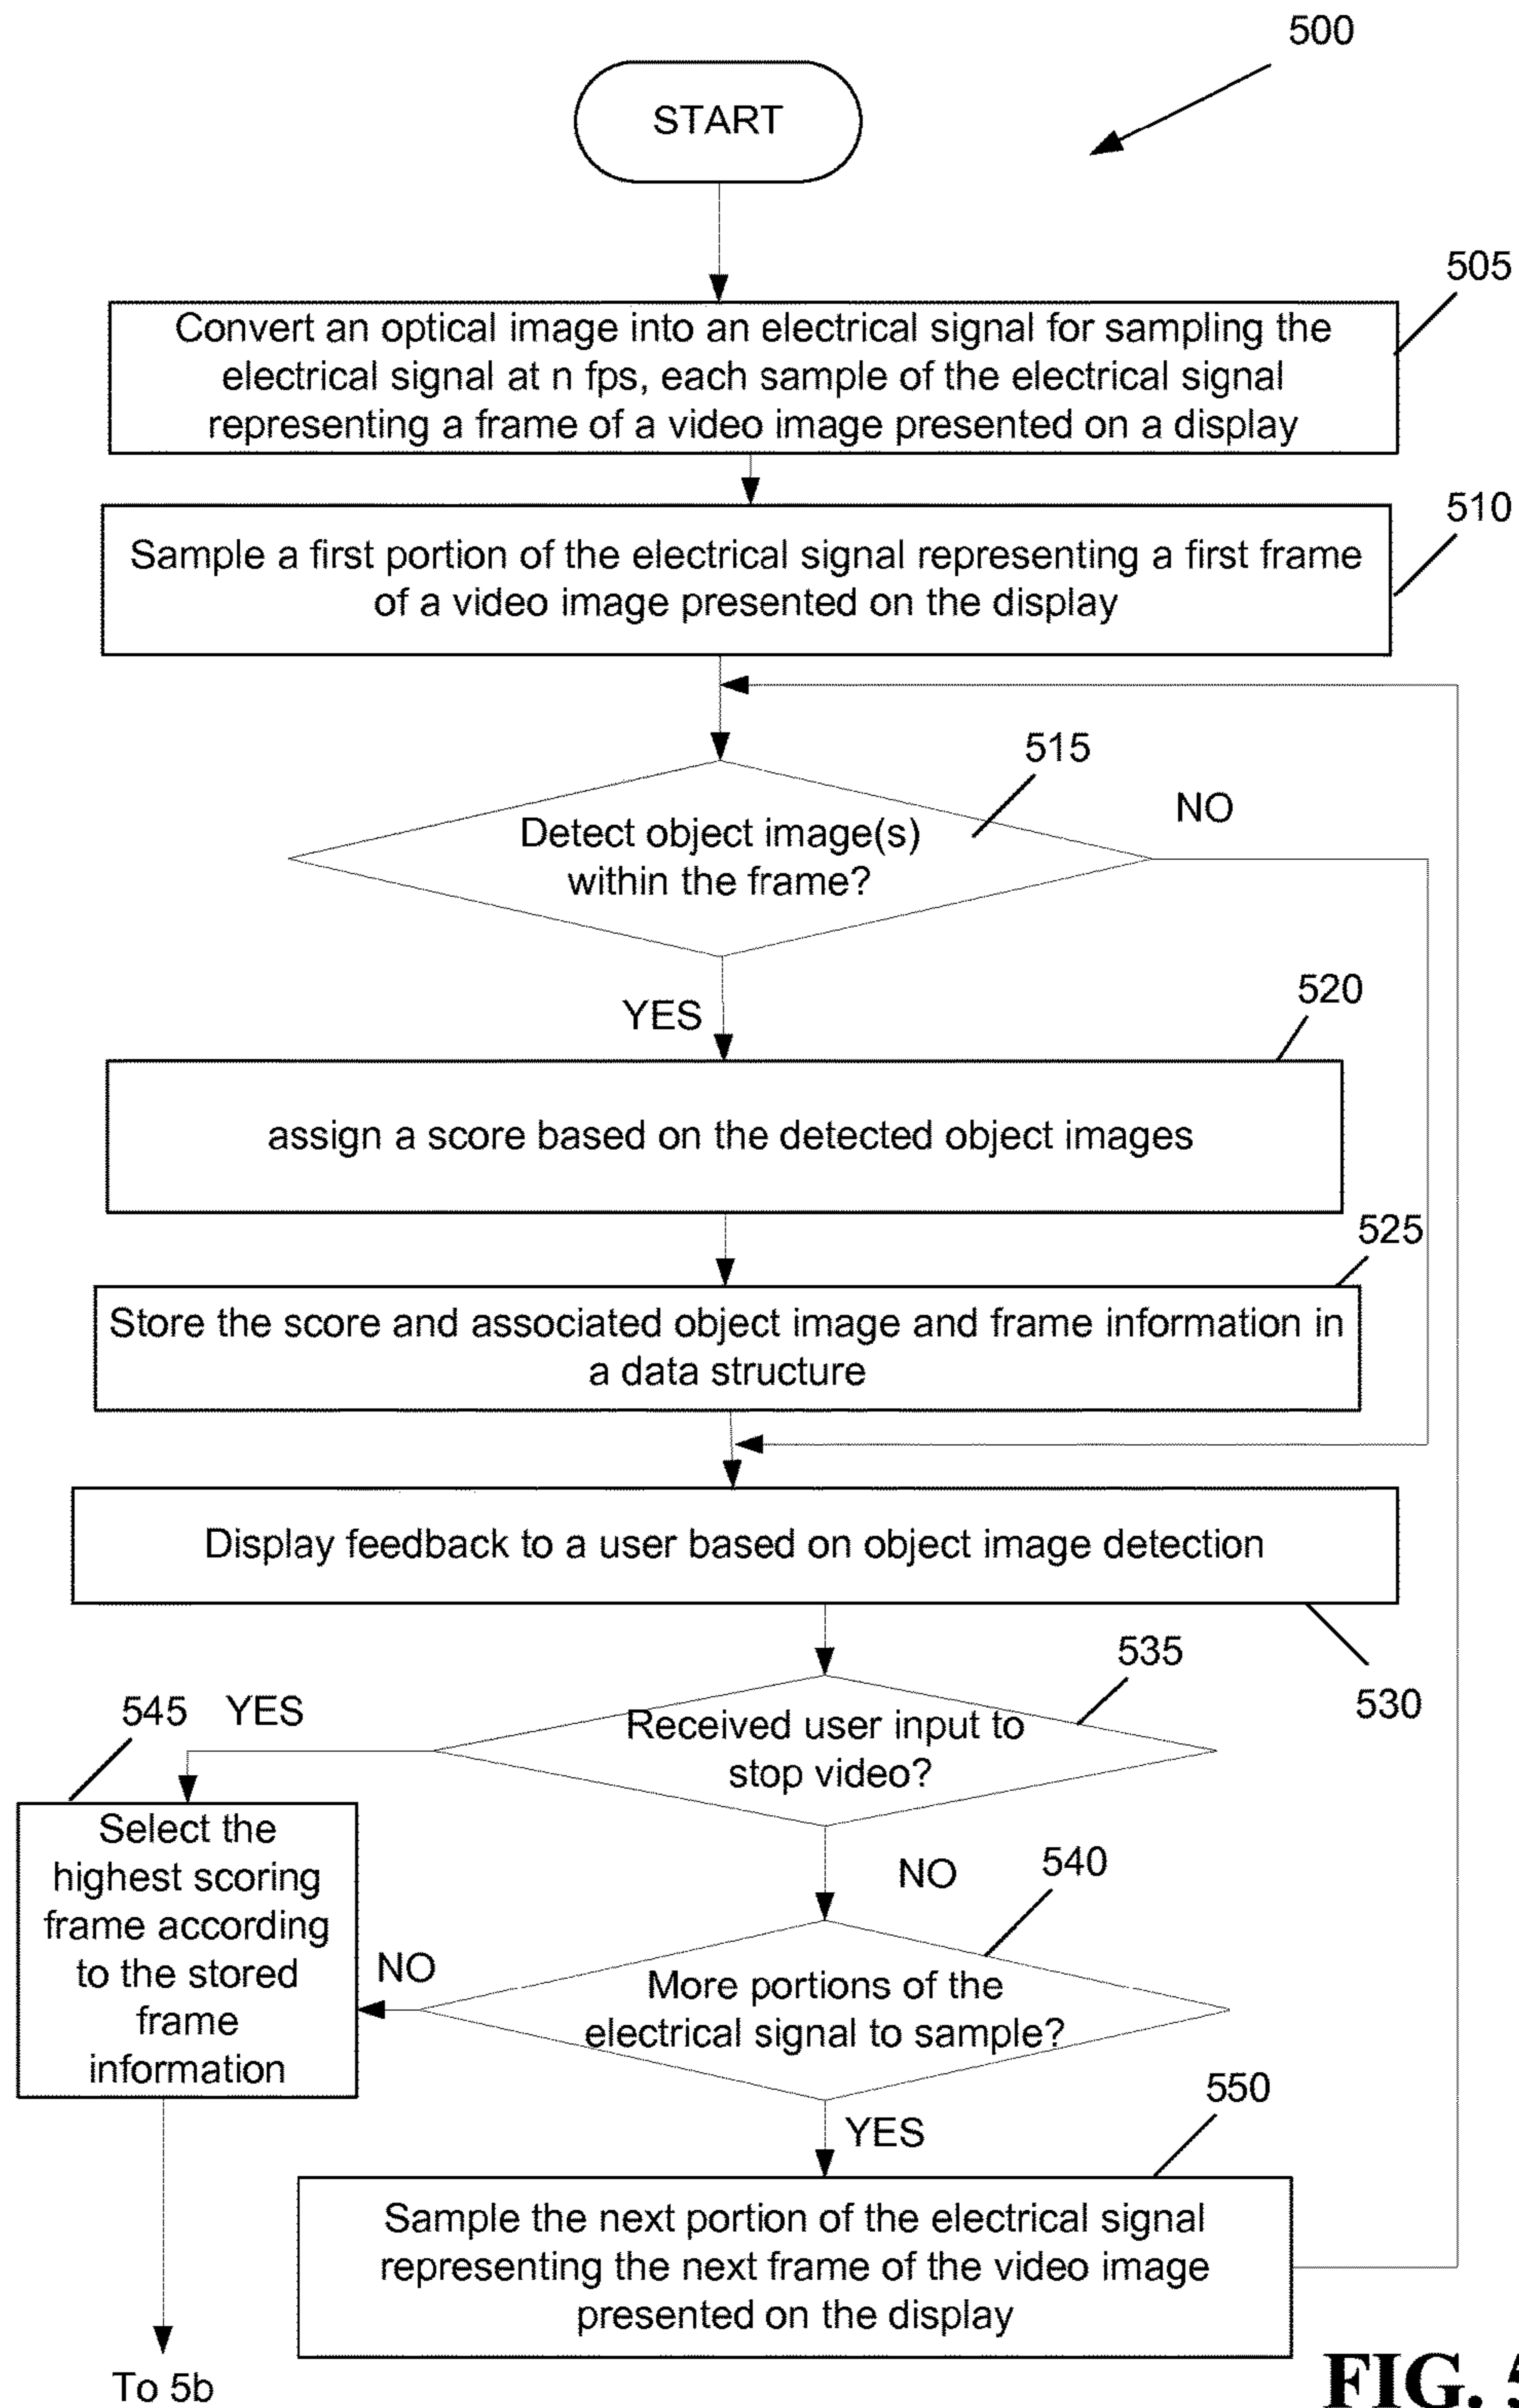 500
START
505
Convert an optical image into an electrical signal for sampling the
electrical signal at n fps, each sample of the electrical signal
representing a frame of a video image presented on a display
510
Sample a first portion of the electrical signal representing a first frame
of a video image presented on the display
515
NO
Detect object image(s)
within the frame?
YES
520
assign a score based on the detected object images
525
Store the score and associated object image and frame information in
a data structure
Display feedback to a user based on object image detection
530
535
545
YES
Received user input to
stop video?
Select the
highest scoring
frame according
to the stored
frame
information
NO
540
NO
More portions of the
electrical signal to sample?
550
YES
Sample the next portion of the electrical signal
representing the next frame of the video image
presented on the display
To 5b
FIG. 5